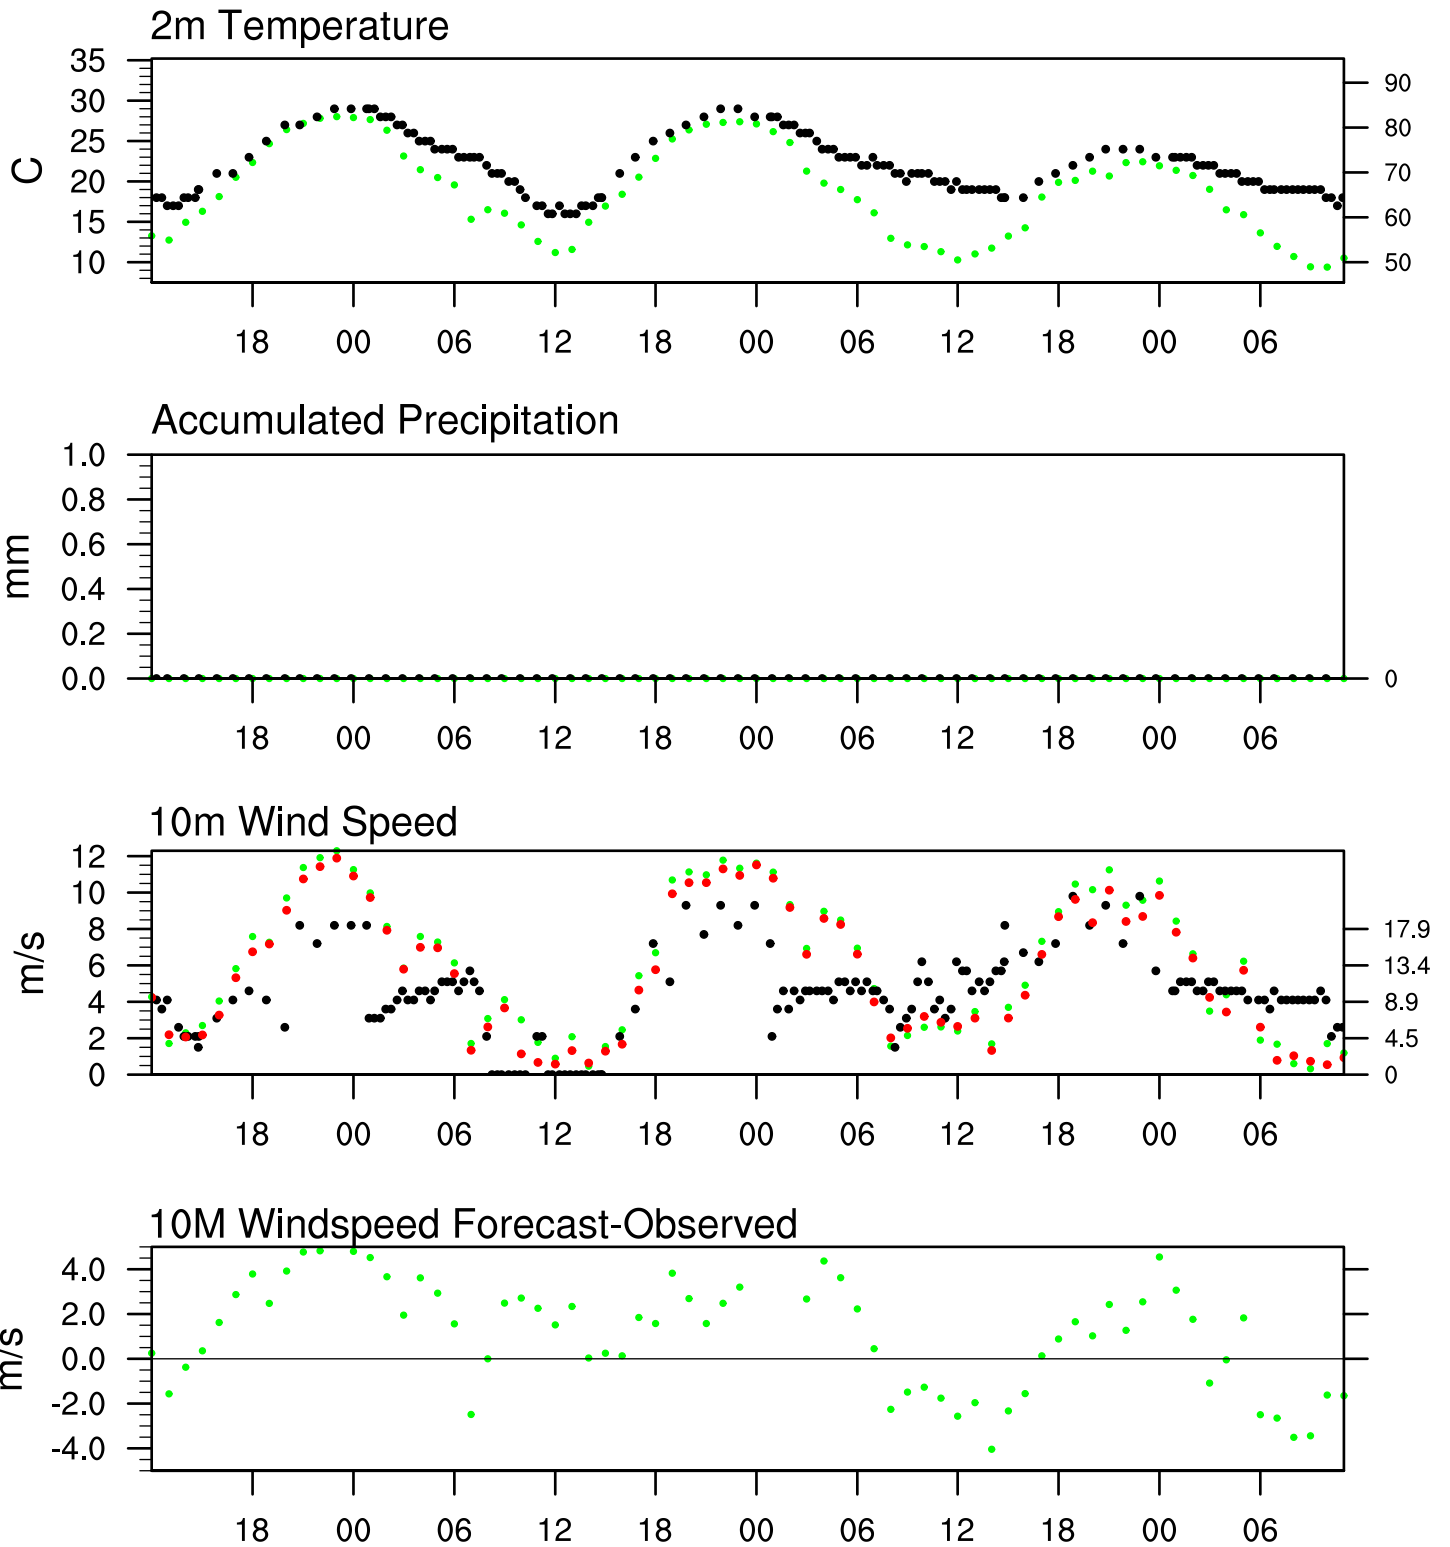 2m Temperature
35
30
25
20
15
10
C
90
80
70
60
50
18 00 06 12 18 00 06 12 18 00 06
Accumulated Precipitation
1.0
0.8
0.6
0.4
0.2
0.0
mm
0
18 00 06 12 18 00 06 12 18 00 06
10m Wind Speed
12
10
8
6
4
2
0
m/s
17.9
13.4
8.9
4.5
0
18 00 06 12 18 00 06 12 18 00 06
10M Windspeed Forecast-Observed
4.0
2.0
0.0
-2.0
-4.0
m/s
18 00 06 12 18 00 06 12 18 00 06